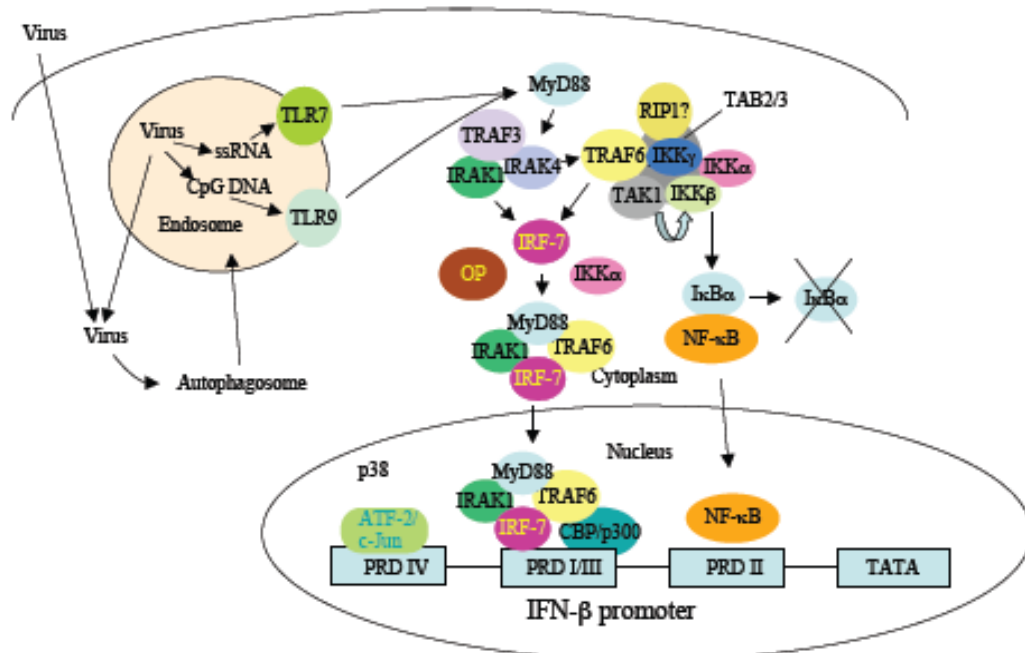 Virus
MyD88
RIP1?
TAB2/3
TLR7
Virus
ssRNA
TRAF3
TRAF6
IKKγ
IRAK1
IRAK4
IKKα
CpG DNA
TAK1
IKKβ
Endosome
TLR9
IRF-7
OP
IKKα
IκBα
IκBα
MyD88
Virus
IRAK1
TRAF6
NF-κB
IRF-7
Cytoplasm
Autophagosome
Nucleus
p38
MyD88
IRAK1
TRAF6
ATF-2/
c-Jun
IRF-7
CBP/p300
NF-κB
PRD IV
PRD I/III
PRD II
TATA
IFN-β promoter